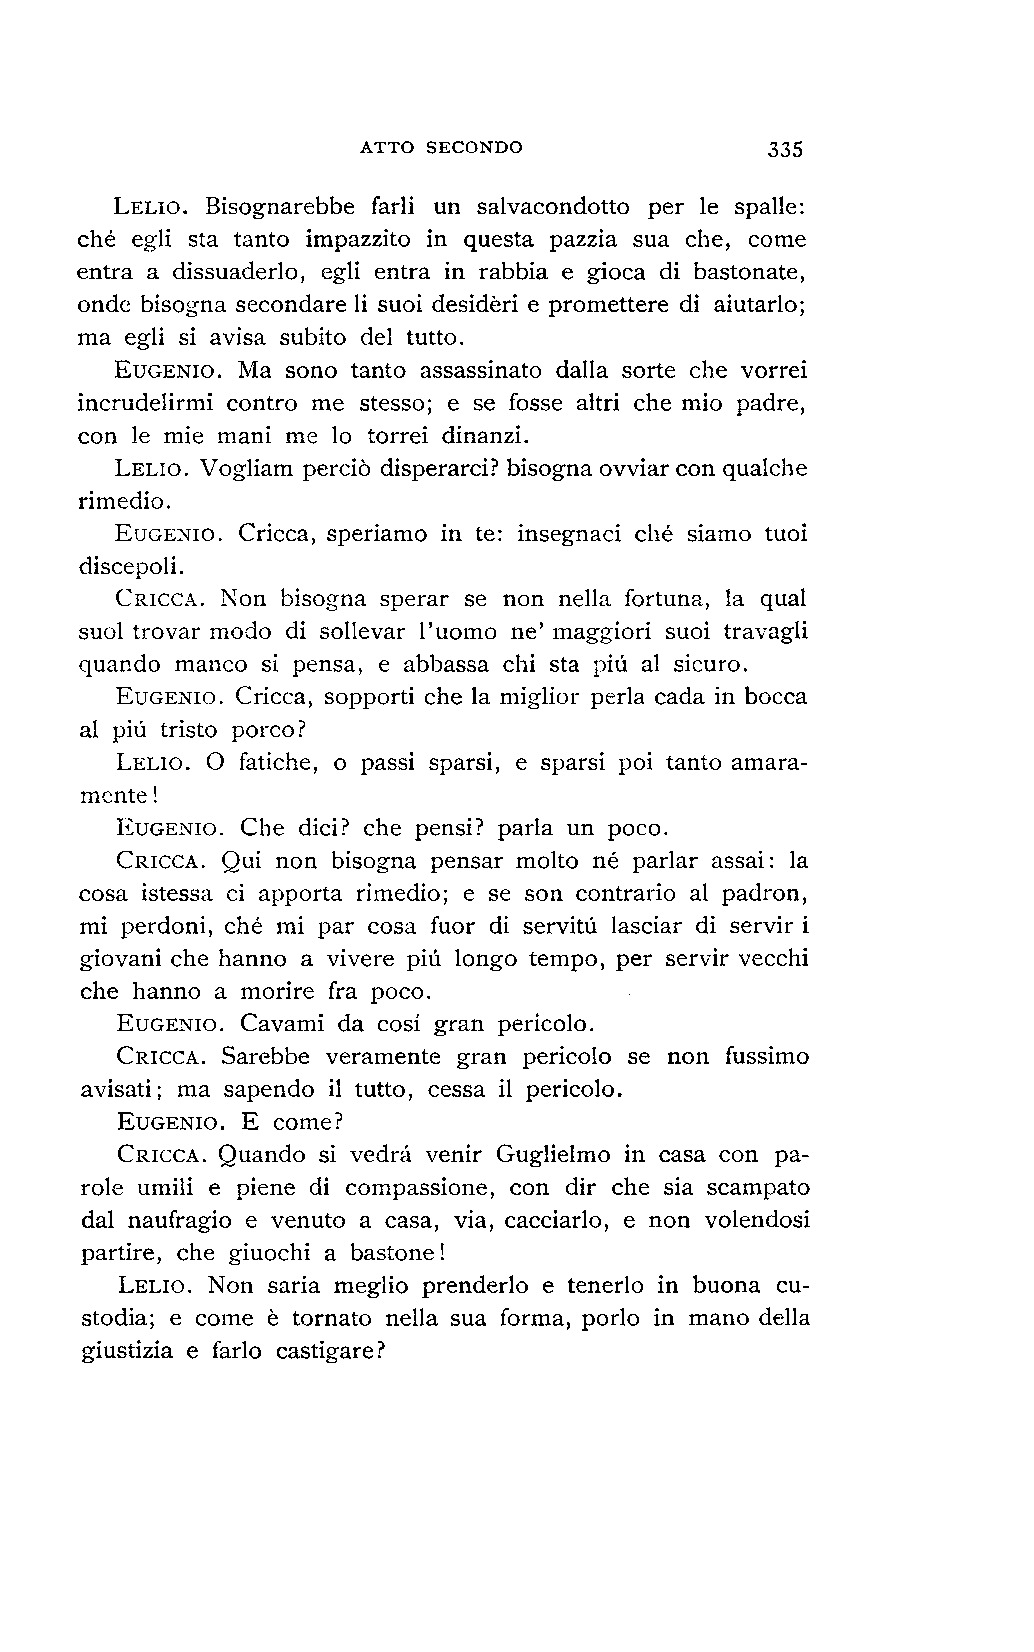 ATTO SECONDO 335
LELIO. Bisognarebbe farli un salvacondotto per le spalle:
ché egli sta tanto impazzito in questa pazzia sua che, come
entra a dissuaderlo, egli entra in rabbia e gioca di bastonate,
onde bisogna secondare li suoi desidèri e promettere di aiutarlo;
ma egli si avisa subito del tutto.
EUGENIO. Ma sono tanto assassinato dalla sorte che vorrei
incrudelirmi contro me stesso; e se fosse altri che mio padre,
con le mie mani me lo torrei dinanzi.
LELIO. Vogliam perciò disperarci? bisogna ovviar con qualche
rimedio.
EUGENIO. Cricca, speriamo in te: insegnaci ché siamo tuoi
discepoli.
CRICCA. Non bisogna sperar se non nella fortuna, la qual
suol trovar modo di sollevar l'uomo ne' maggiori suoi travagli
quando manco si pensa, e abbassa chi sta piú al sicuro.
EUGENIO. Cricca, sopporti che la miglior perla cada in bocca
al piú tristo porco?
LELIO. O fatiche, o passi sparsi, e sparsi poi tanto amara-
mente!
EUGENIO. Che dici? che pensi? parla un poco.
CRICCA. Qui non bisogna pensar molto né parlar assai: la
cosa istessa ci apporta rimedio; e se son contrario al padron,
mi perdoni, ché mi par cosa fuor di servitú lasciar di servir i
giovani che hanno a vivere piú longo tempo, per servir vecchi
che hanno a morire fra poco.
EUGENIO. Cavami da cosí gran pericolo.
CRICCA. Sarebbe veramente gran pericolo se non fussimo
avisati; ma sapendo il tutto, cessa il pericolo.
EUGENIO. E come?
CRICCA. Quando si vedrá venir Guglielmo in casa con pa-
role umili e piene di compassione, con dir che sia scampato
dal naufragio e venuto a casa, via, cacciarlo, e non volendosi
partire, che giuochi a bastone!
LELIO. Non saria meglio prenderlo e tenerlo in buona cu-
stodia; e come è tornato nella sua forma, porlo in mano della
giustizia e farlo castigare?